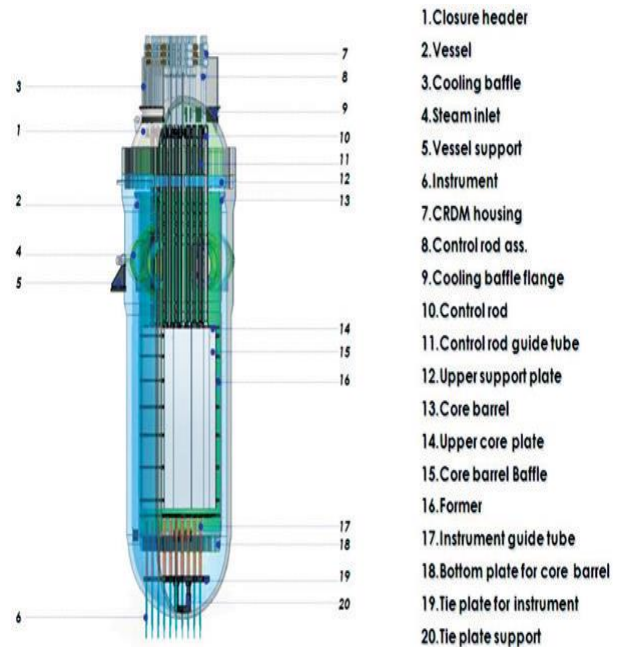 1.Closure header
2.Vessel
3.Cooling baffle
4.Steam inlet
5.Vessel support
6.Instrument
7.CRDM housing
8.Control rod ass.
9.Cooling baffle flange
10.Control rod
11.Control rod guide tube
12.Upper support plate
13.Core barrel
14.Upper core plate
15.Core barrel Baffle
16.Former
17.Instrument guide tube
18.Bottom plate for core barrel
19.Tie plate for instrument
20.Tie plate support
3
1
2
4
5
6
7
8
9
10
11
12
13
14
15
16
17
18
19
20